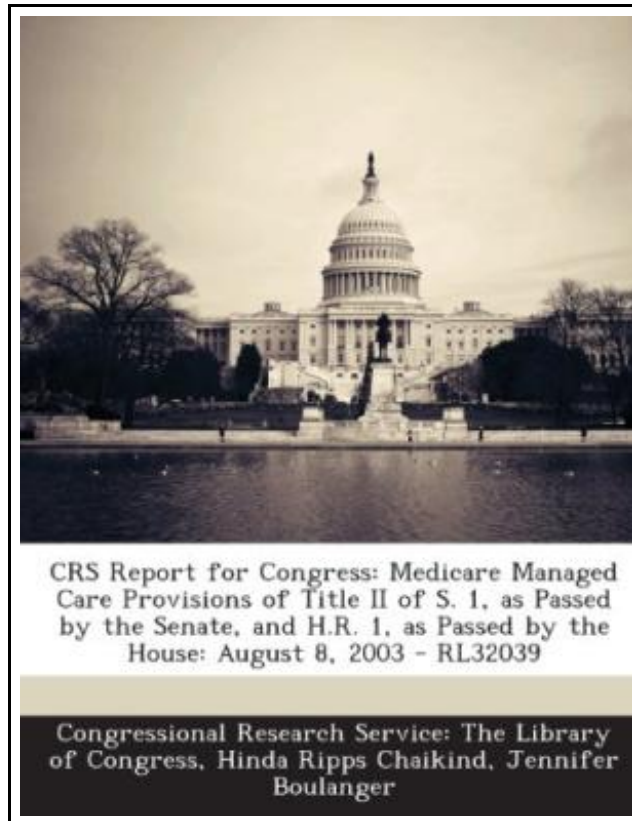 CRS Report for Congress: Medicare Managed
Care Provisions of Title II of S. 1, as Passed
by the Senate, and H.R. 1, as Passed by the
House: August 8, 2003 - RL32039
Congressional Research Service: The Library
of Congress, Hinda Ripps Chaikind, Jennifer
Boulanger